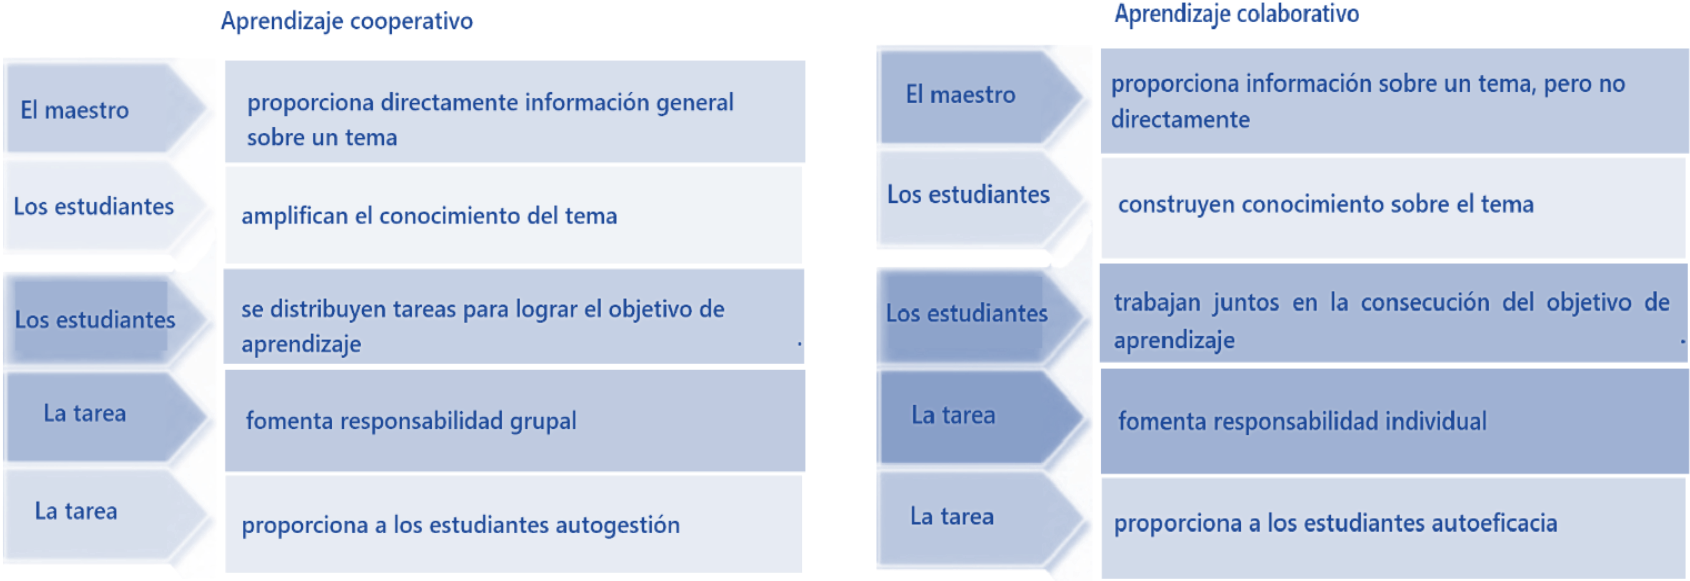 Aprendizaje cooperativo
El maestro
proporciona directamente información general
sobre un tema
Los estudiantes
amplifican el conocimiento del tema
Los estudiantes
se distribuyen tareas para lograr el objetivo de
aprendizaje .
La tarea
fomenta responsabilidad grupal
La tarea
proporciona a los estudiantes autogestión
Aprendizaje colaborativo
El maestro
proporciona información sobre un tema, pero no
directamente
Los estudiantes
construyen conocimiento sobre el tema
Los estudiantes
trabajan juntos en la consecución del objetivo de
aprendizaje .
La tarea
fomenta responsabilidad individual
La tarea
proporciona a los estudiantes autoeficacia